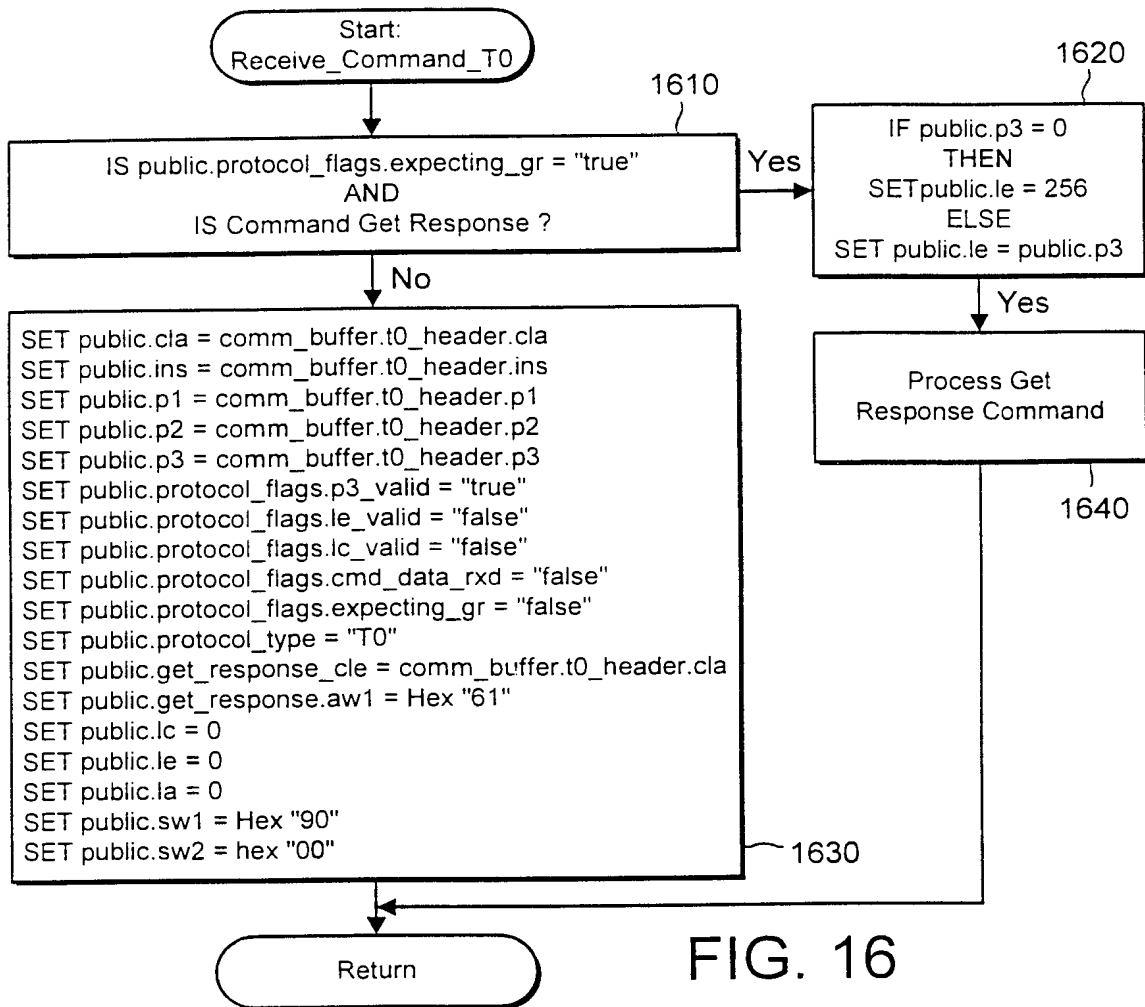 Start:
Receive_Command_T0
1610
IS public.protocol_flags.expecting_gr = "true"
AND
IS Command Get Response ?
Yes
1620
IF public.p3 = 0
THEN
SETpublic.le = 256
ELSE
SET public.le = public.p3
No
Yes
SET public.cla = comm_buffer.t0_header.cla
SET public.ins = comm_buffer.t0_header.ins
SET public.p1 = comm_buffer.t0_header.p1
SET public.p2 = comm_buffer.t0_header.p2
SET public.p3 = comm_buffer.t0_header.p3
SET public.protocol_flags.p3_valid = "true"
SET public.protocol_flags.le_valid = "false"
SET public.protocol_flags.lc_valid = "false"
SET public.protocol_flags.cmd_data_rxd = "false"
SET public.protocol_flags.expecting_gr = "false"
SET public.protocol_type = "T0"
SET public.get_response_cle = comm_buffer.t0_header.cla
SET public.get_response.aw1 = Hex "61"
SET public.lc = 0
SET public.le = 0
SET public.la = 0
SET public.sw1 = Hex "90"
SET public.sw2 = hex "00"
1630
Process Get
Response Command
1640
Return
FIG. 16